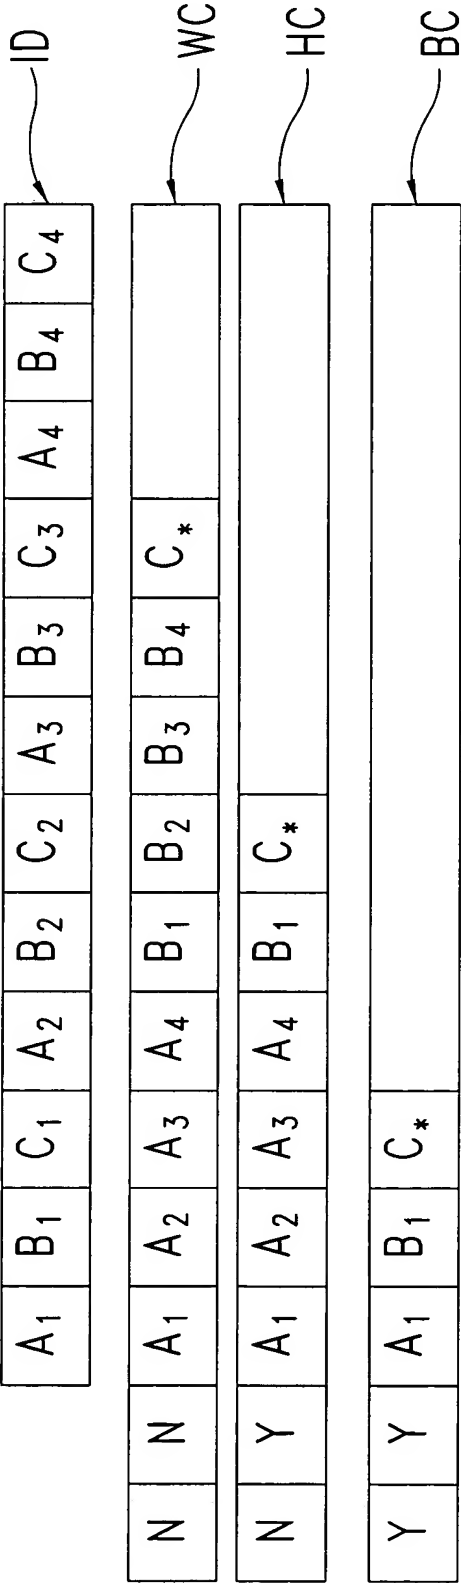 A1 B1 C1 A2 B2 C2 A3 B3 C3 A4 B4 C4 ID
N N A1 A2 A3 A4 B1 B2 B3 B4 C* WC
N Y A1 A2 A3 A4 B1 C* HC
Y Y A1 B1 C* BC